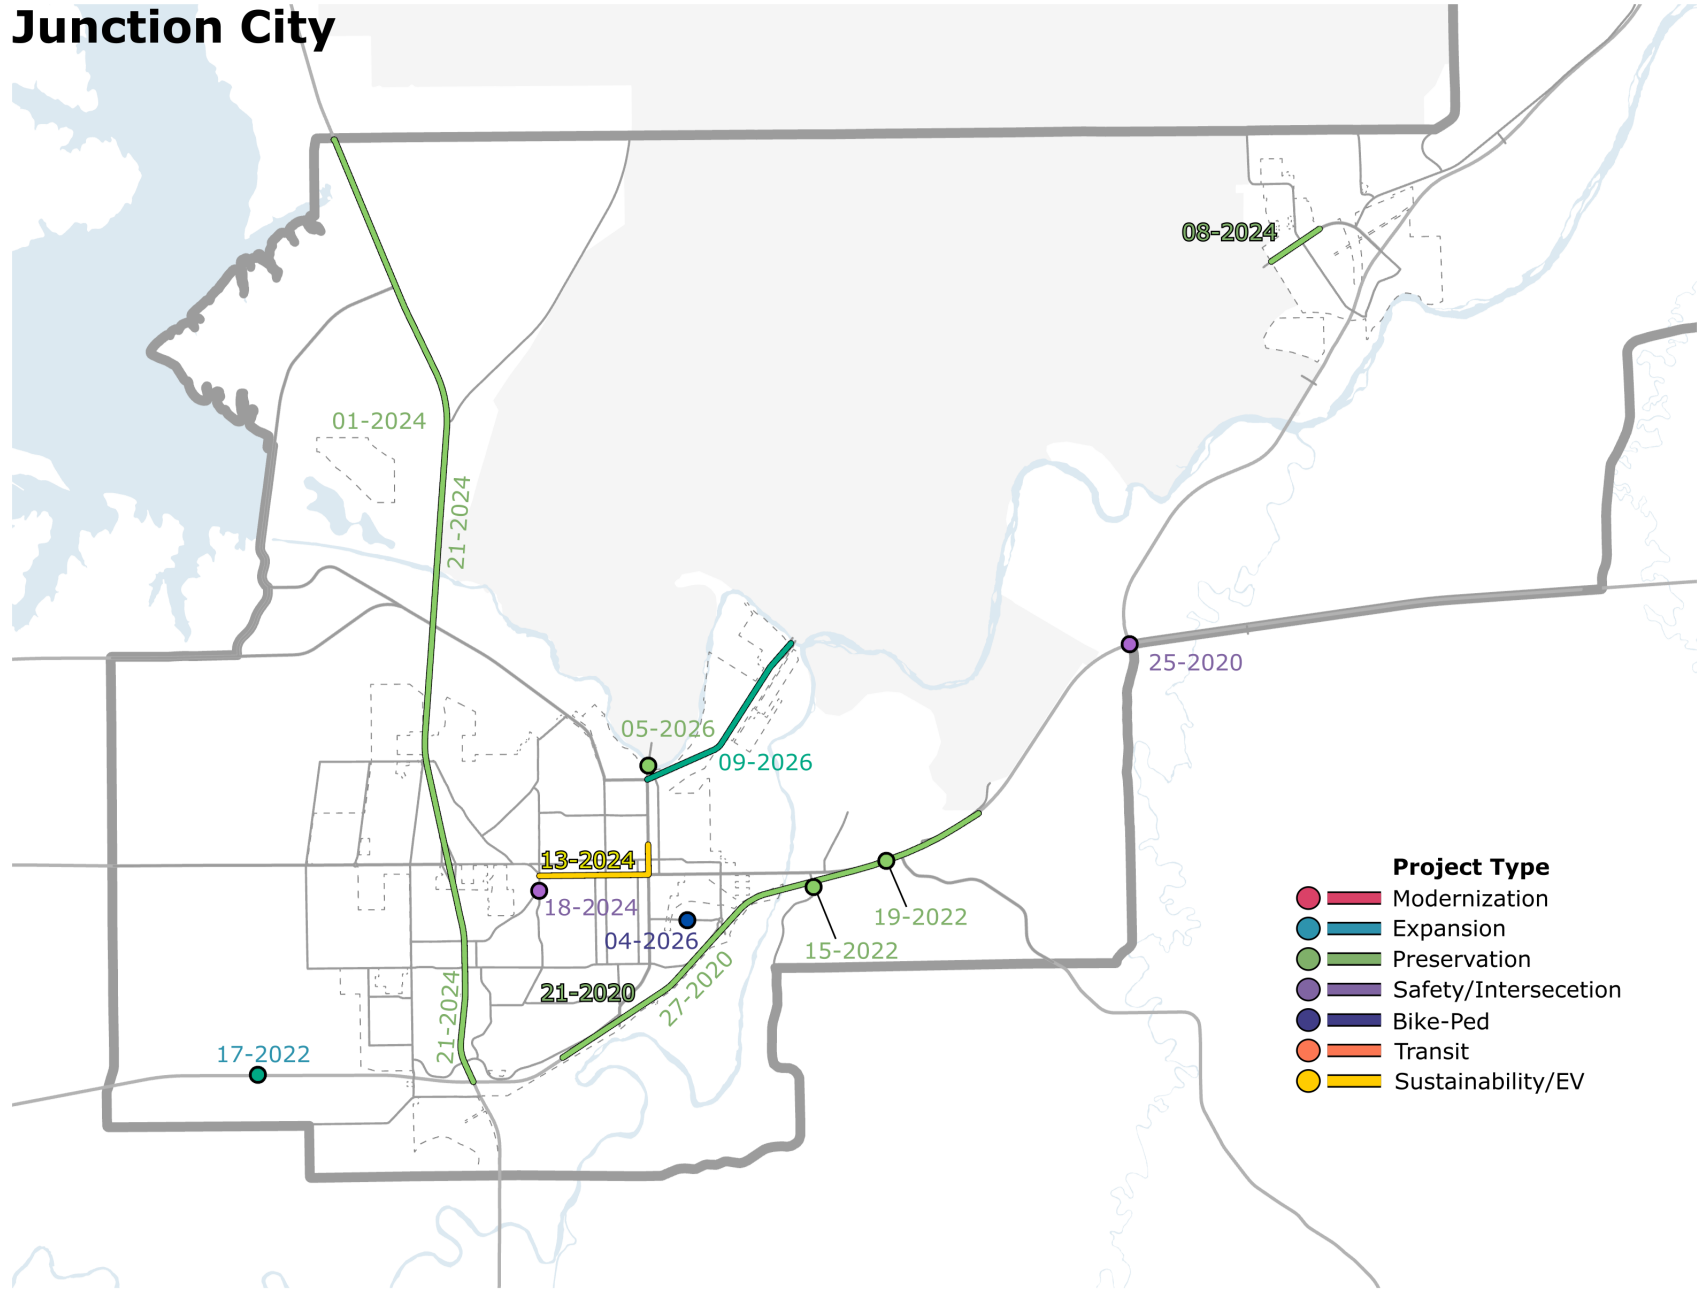 Junction City
08-2024
01-2024
21-2024
25-2020
05-2026
09-2026
13-2024
18-2024
04-2026
19-2022
15-2022
21-2020
27-2020
21-2024
17-2022
Project Type
Modernization
Expansion
Preservation
Safety/Intersecetion
Bike-Ped
Transit
Sustainability/EV